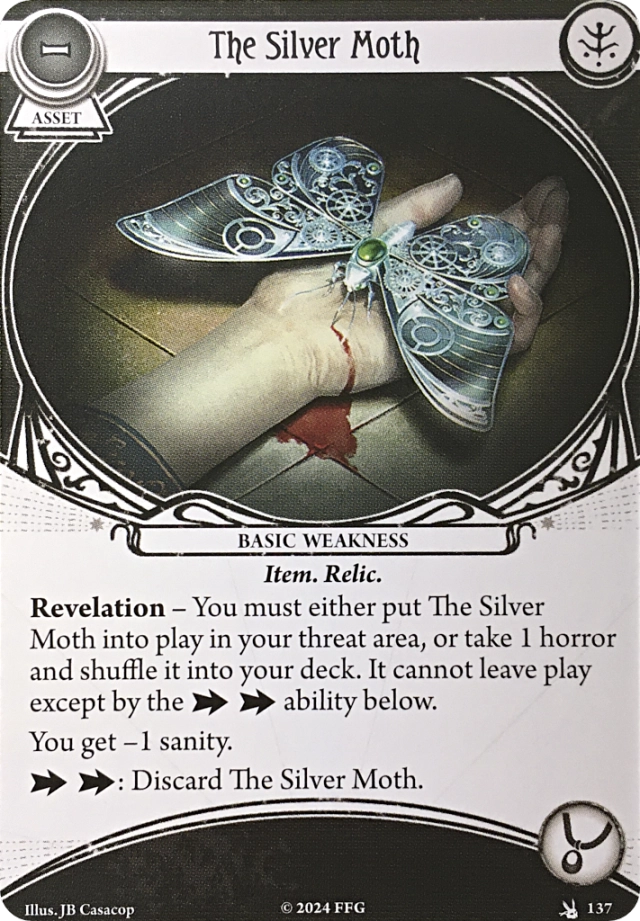 The Silver Moth
ASSET
BASIC WEAKNESS
Item. Relic.
Revelation – You must either put The Silver
Moth into play in your threat area, or take 1 horror
and shuffle it into your deck. It cannot leave play
except by the ability below.
You get –1 sanity.
: Discard The Silver Moth.
Illus. JB Casacop
© 2024 FFG
137